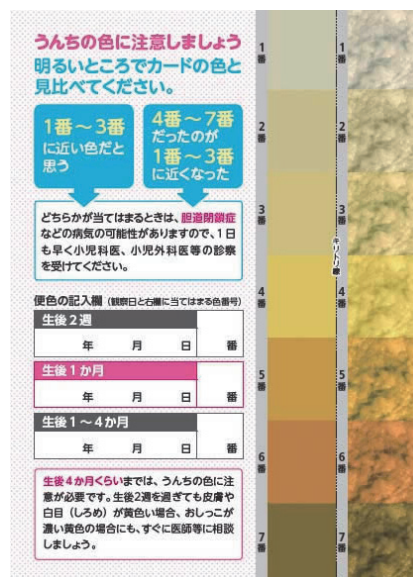 うんちの色に注意しましょう
明るいところでカードの色と
見比べてください。
1番～3番
に近い色だと
思う
4番～7番
だったのが
1番～3番
に近くなった
どちらかが当てはまるときは、胆道閉鎖症
などの病気の可能性がありますので、1日
も早く小児科医、小児外科医等の診察
を受けてください。
便色の記入欄（観察日と右欄に当てはまる色番号）
生後2週
年 月 日 番
生後1か月
年 月 日 番
生後1～4か月
年 月 日 番
生後4か月くらいまでは、うんちの色に注
意が必要です。生後2週を過ぎても皮膚や
白目（しろめ）が黄色い場合、おしっこが
濃い黄色の場合にも、すぐに医師等に相談
しましょう。
1番
2番
3番
4番
5番
6番
7番
キリトリ線
1番
2番
3番
4番
5番
6番
7番